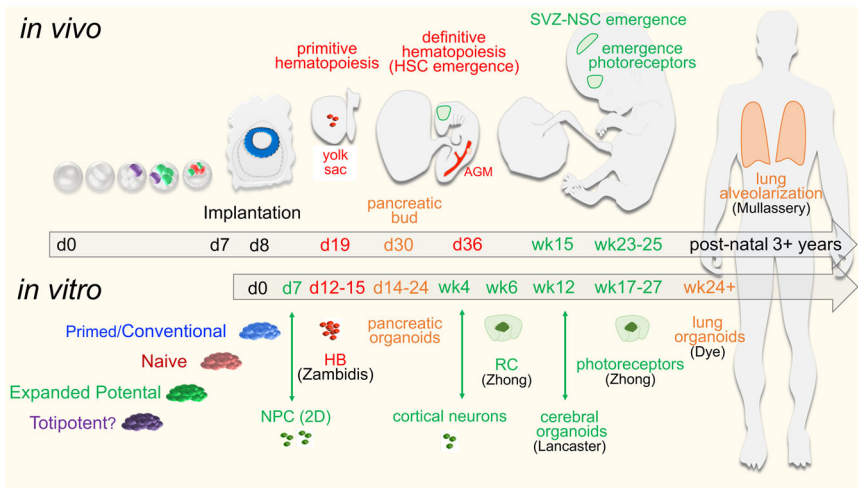 in vivo
SVZ-NSC emergence
emergence
photoreceptors
primitive
hematopoiesis
definitive
hematopoiesis
(HSC emergence)
yolk
sac
AGM
lung
alveolarization
(Mullassery)
Implantation
pancreatic
bud
d0 d7 d8 d19 d30 d36 wk15 wk23-25 post-natal 3+ years
in vitro
d0 d7 d12-15 d14-24 wk4 wk6 wk12 wk17-27 wk24+
Primed/Conventional
Naive
Expanded Potential
Totipotent?
HB
(Zambidis)
pancreatic
organoids
RC
(Zhong)
photoreceptors
(Zhong)
lung
organoids
(Dye)
NPC (2D)
cortical neurons
cerebral
organoids
(Lancaster)